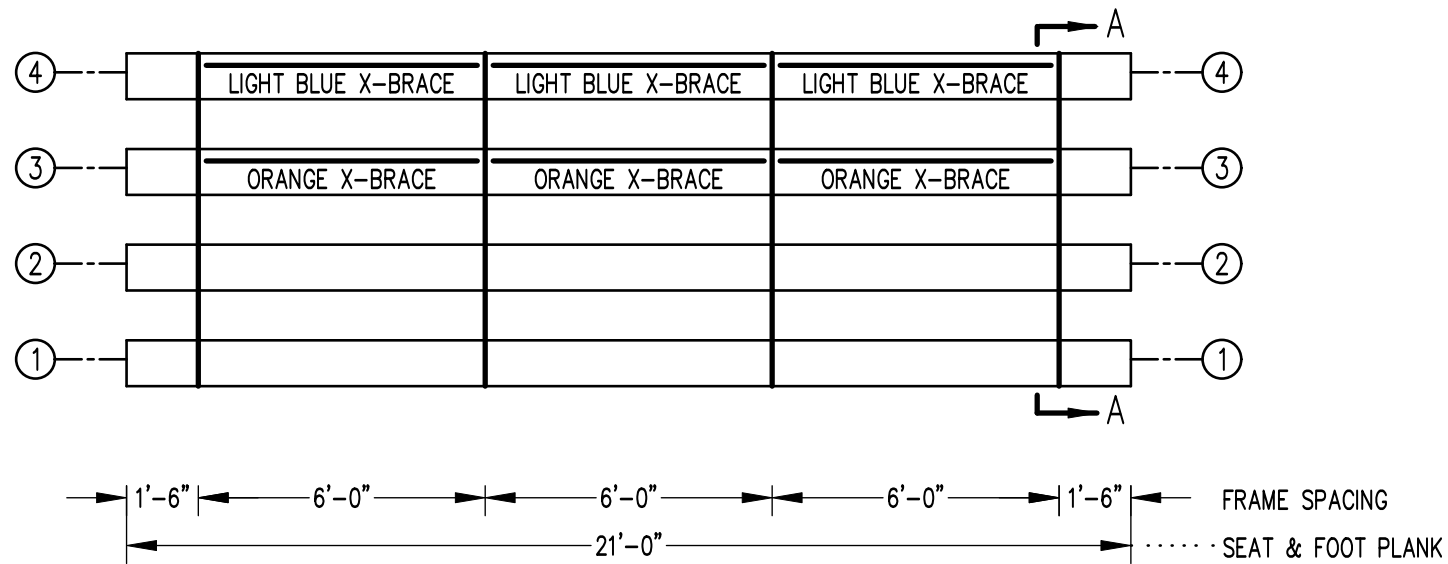 A
4 LIGHT BLUE X-BRACE LIGHT BLUE X-BRACE LIGHT BLUE X-BRACE 4
3 ORANGE X-BRACE ORANGE X-BRACE ORANGE X-BRACE 3
2 2
1 1
A
1'-6" 6'-0" 6'-0" 6'-0" 1'-6" FRAME SPACING
21'-0" SEAT & FOOT PLANK